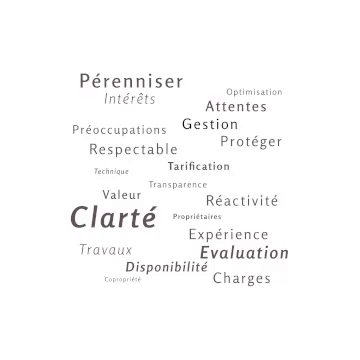 Pérenniser
Optimisation
Intérêts
Attentes
Gestion
Préoccupations
Protéger
Respectable
Tarification
Technique
Transparence
Valeur
Réactivité
Clarté
Propriétaires
Expérience
Travaux
Evaluation
Disponibilité
Charges
Copropriété